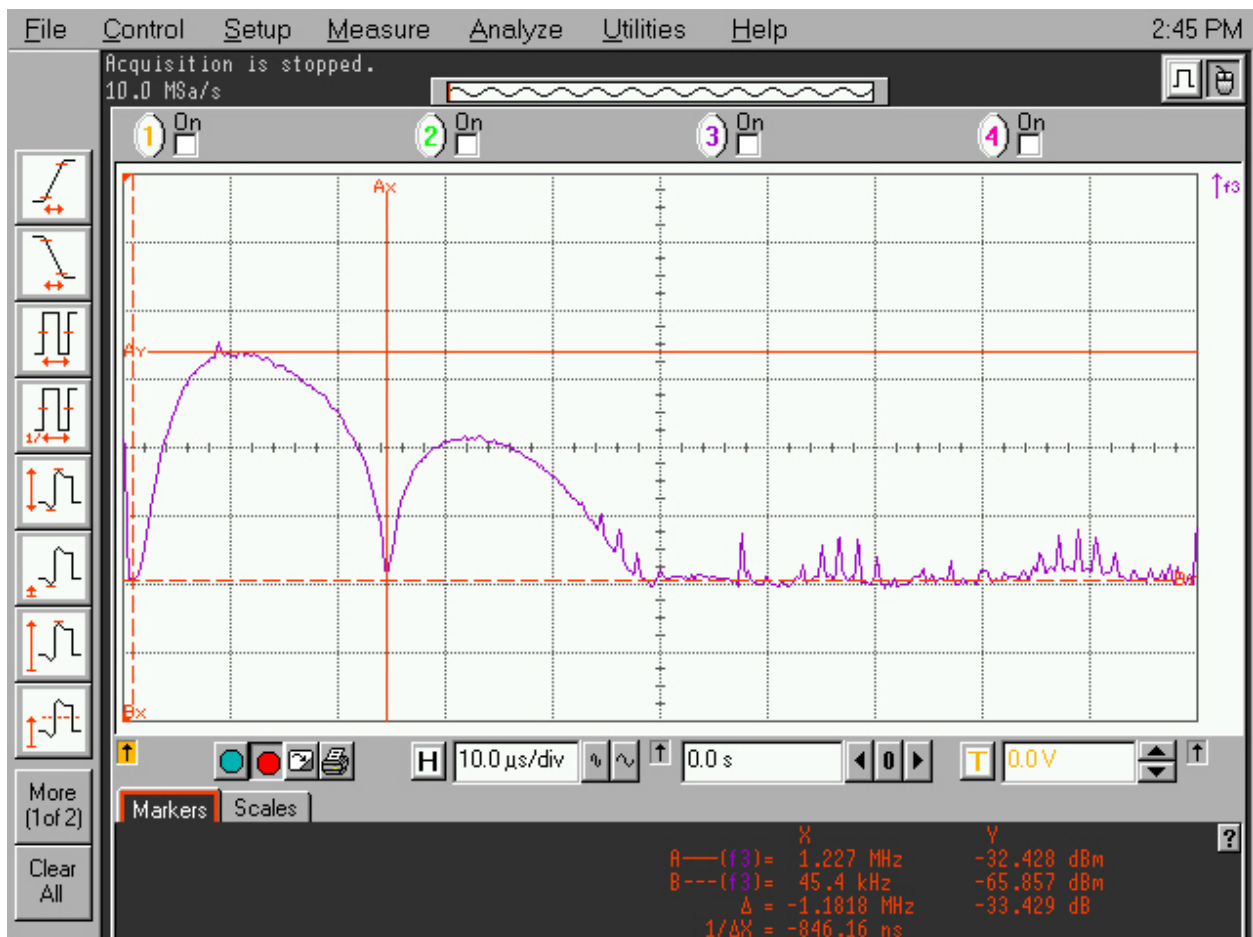 File Control Setup Measure Analyze Utilities Help 2:45 PM
Acquisition is stopped.
10.0 MSa/s
1 On 2 On 3 On 4 On
Ax
f3
Ay
B
Bx
1/
H 10.0 µs/div 0.0 s 0 T 0.0 V
More
(1of 2)
Clear
All
Markers Scales
X Y
?
A——(f3)= 1.227 MHz -32.428 dBm
B---(f3)= 45.4 kHz -65.857 dBm
Δ = -1.1818 MHz -33.429 dB
1/ΔX = -846.16 ns